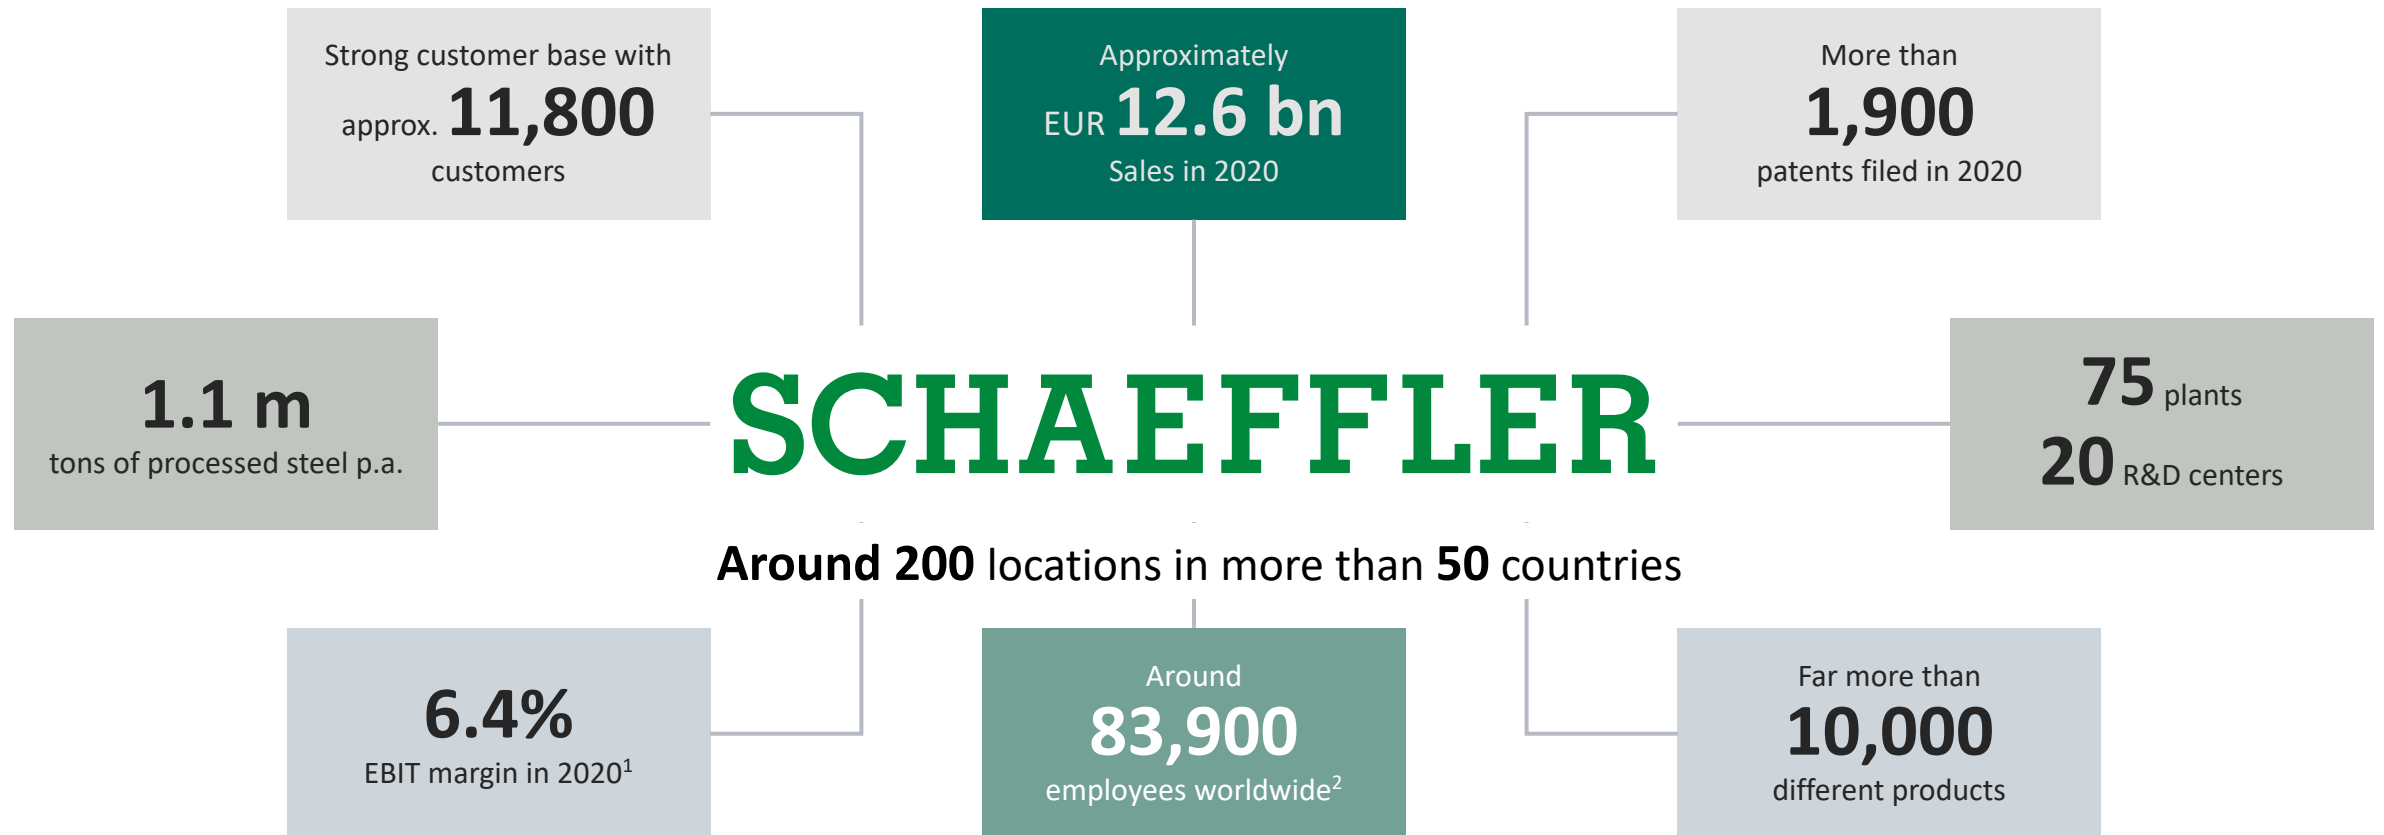 Strong customer base with
approx. 11,800
customers
Approximately
EUR 12.6 bn
Sales in 2020
More than
1,900
patents filed in 2020
1.1 m
tons of processed steel p.a.
SCHAEFFLER
75 plants
20 R&D centers
Around 200 locations in more than 50 countries
6.4%
EBIT margin in 2020¹
Around
83,900
employees worldwide²
Far more than
10,000
different products